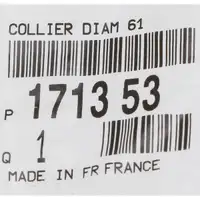 COLLIER DIAM 61
P 1713 53
Q 1
MADE IN FR FRANCE